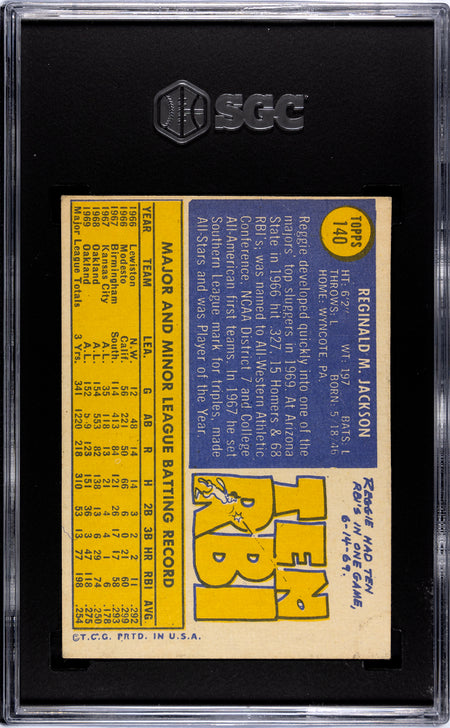 SGC
TOPPS
140
REGINALD M. JACKSON
HT: 6'2" WT: 197 BATS: L
THROWS: L BORN: 5 18 46
HOME: WYNCOTE, PA.
Reggie developed quickly into one of the
majors' top sluggers in 1969. At Arizona
State in 1966 hit .327, 15 Homers & 68
RBI's, was named to All-Western Athletic
Conference, NCAA District 7 and College
All-American first teams. In 1967 he set
Southern League mark for triples, made
All-Stars and was Player of the Year.
REGGIE HAD TEN
RBI'S IN ONE GAME,
6-14-69.
TEN
RBI
MAJOR AND MINOR LEAGUE BATTING RECORD
YEAR TEAM LEA. G AB R H 2B 3B HR RBI AVG
1966 Lewiston N.W. 12 48 14 14 3 2 2 11 .292
1966 Modesto Calif. 56 221 50 66 6 0 21 60 .299
1967 Birmingham South. 114 413 84 121 26 17 17 58 .293
1967 Kansas City A.L. 35 118 13 21 4 4 1 6 .178
1968 Oakland A.L. 154 553 82 138 13 6 29 74 .250
1969 Oakland A.L. 152 549 123 151 36 3 47 118 .275
Major League Totals 3 Yrs. 341 1220 218 310 53 13 77 198 .254
©T.C.G. PRTD. IN U.S.A.